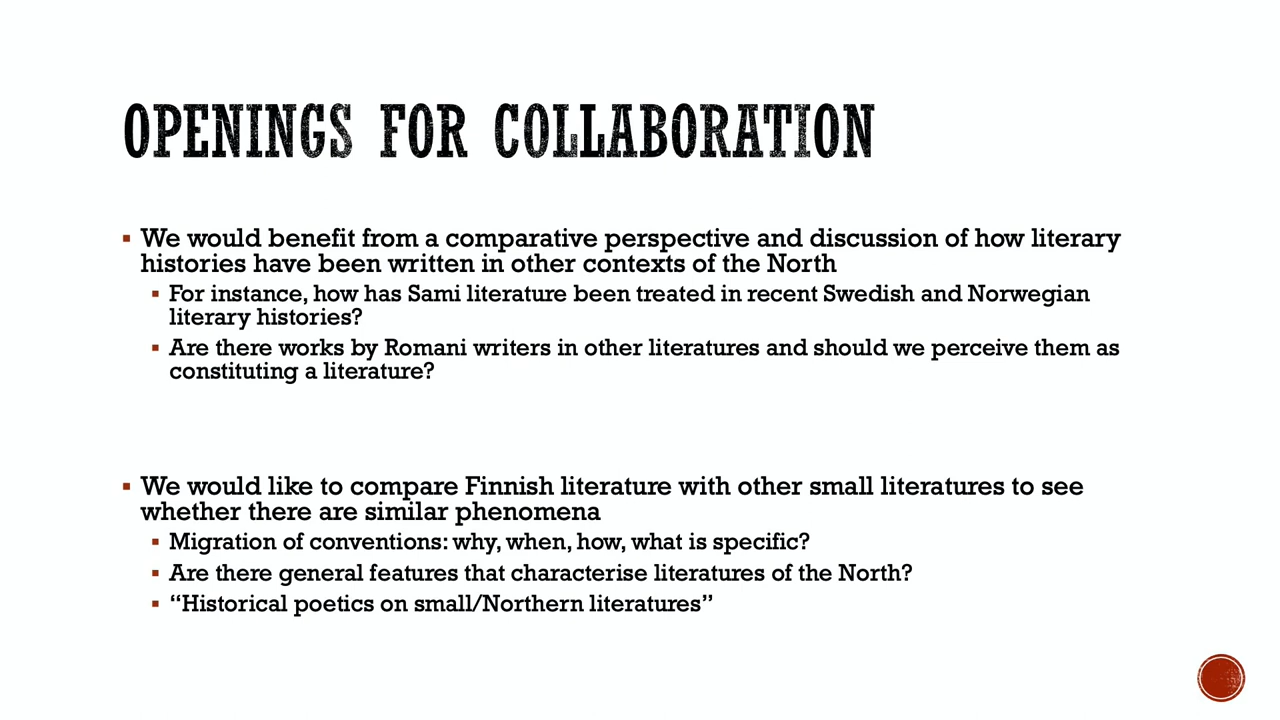 OPENINGS FOR COLLABORATION
▪ We would benefit from a comparative perspective and discussion of how literary
histories have been written in other contexts of the North
▪ For instance, how has Sami literature been treated in recent Swedish and Norwegian
literary histories?
▪ Are there works by Romani writers in other literatures and should we perceive them as
constituting a literature?
▪ We would like to compare Finnish literature with other small literatures to see
whether there are similar phenomena
▪ Migration of conventions: why, when, how, what is specific?
▪ Are there general features that characterise literatures of the North?
▪ “Historical poetics on small/Northern literatures”